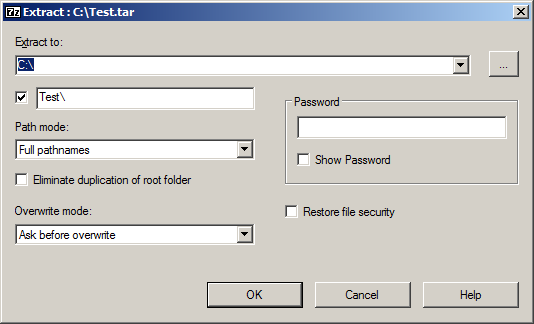 7z Extract : C:\Test.tar
Extract to:
C:\
...
Test\
Password
Path mode:
Full pathnames
Show Password
Eliminate duplication of root folder
Overwrite mode:
Restore file security
Ask before overwrite
OK Cancel Help